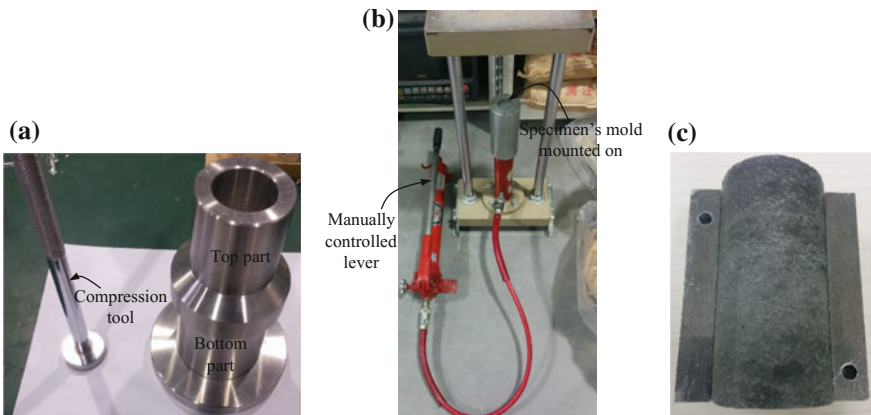 (a)
Compression
tool
Top part
Bottom
part
(b)
Specimen's mold
mounted on
Manually
controlled
lever
(c)